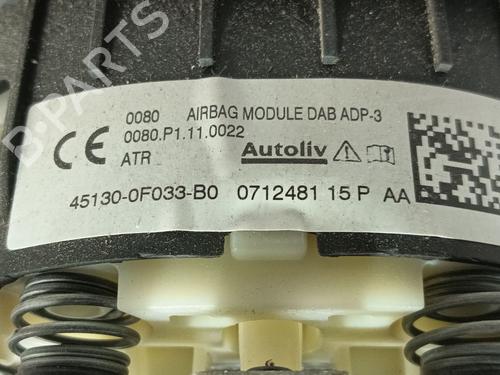 0080 AIRBAG MODULE DAB ADP-3
0080.P1.11.0022
CE ATR Autoliv
45130-0F033-B0 0712481 15 P AA